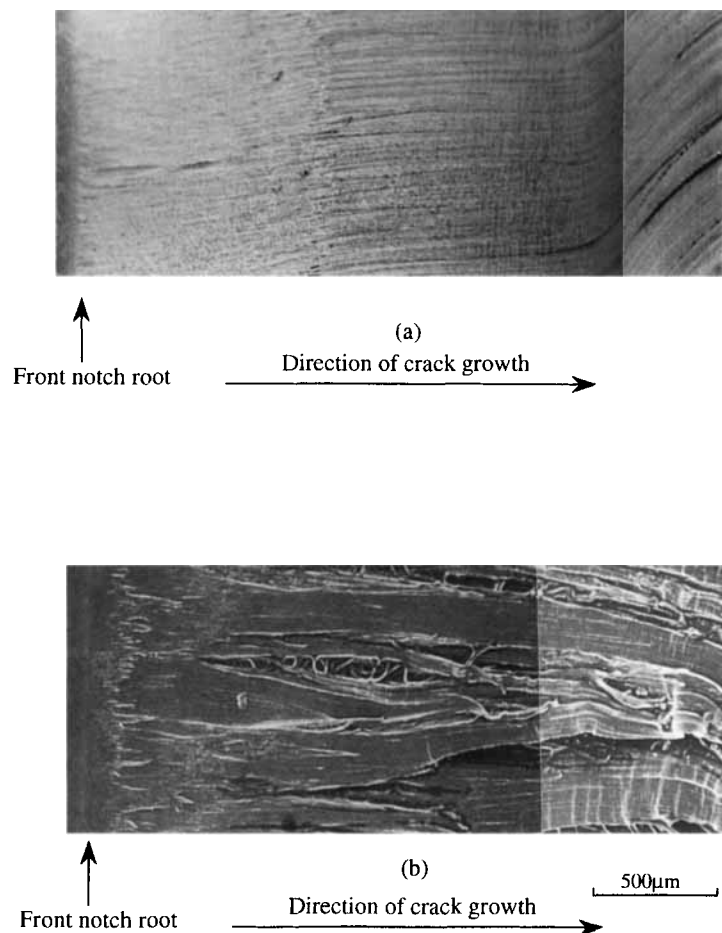 (a)
Front notch root
Direction of crack growth
(b)
500μm
Front notch root
Direction of crack growth